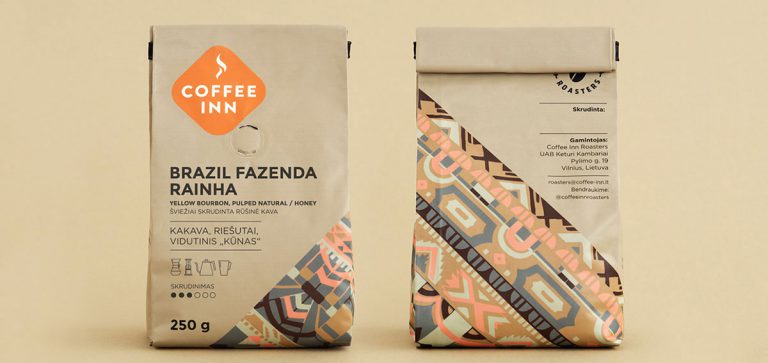 COFFEE
INN
BRAZIL FAZENDA
RAINHA
YELLOW BOURBON, PULPED NATURAL / HONEY
ŠVIEŽIAI SKRUDINTA RŪŠINĖ KAVA
KAKAVA, RIEŠUTAI,
VIDUTINIS „KŪNAS“
SKRUDINIMAS
250 g
ROASTERS
Skrudinta:
Gamintojas:
Coffee Inn Roasters
UAB Keturi Kambariai
Pylimo g. 19
Vilnius, Lietuva
roasters@coffee-inn.lt
Bendraukime:
@coffeeinnroasters